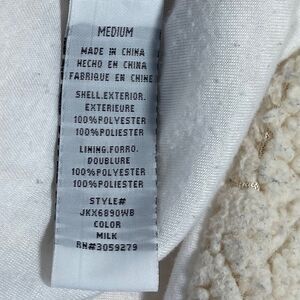 MEDIUM
MADE IN CHINA
HECHO EN CHINA
FABRIQUE EN CHINE
SHELL.EXTERIOR.
EXTERIEURE
100%POLYESTER
100%POLIESTER
LINING.FORRO.
DOUBLURE
100%POLYESTER
100%POLIESTER
STYLE#
JKX6890WB
COLOR
MILK
RN#3059279